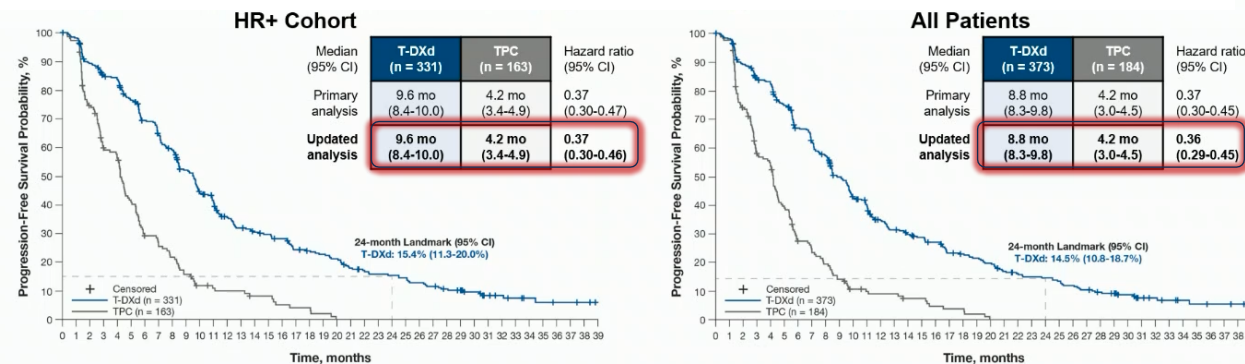 HR+ Cohort
Progression-Free Survival Probability, %
100
90
80
70
60
50
40
30
20
10
0
Median (95% CI)
T-DXd (n = 331)
TPC (n = 163)
Hazard ratio (95% CI)
Primary analysis
9.6 mo (8.4-10.0)
4.2 mo (3.4-4.9)
0.37 (0.30-0.47)
Updated analysis
9.6 mo (8.4-10.0)
4.2 mo (3.4-4.9)
0.37 (0.30-0.46)
24-month Landmark (95% CI)
T-DXd: 15.4% (11.3-20.0%)
+ Censored
T-DXd (n = 331)
TPC (n = 163)
0 1 2 3 4 5 6 7 8 9 10 11 12 13 14 15 16 17 18 19 20 21 22 23 24 25 26 27 28 29 30 31 32 33 34 35 36 37 38 39
Time, months
All Patients
Progression-Free Survival Probability, %
100
90
80
70
60
50
40
30
20
10
0
Median (95% CI)
T-DXd (n = 373)
TPC (n = 184)
Hazard ratio (95% CI)
Primary analysis
8.8 mo (8.3-9.8)
4.2 mo (3.0-4.5)
0.37 (0.30-0.45)
Updated analysis
8.8 mo (8.3-9.8)
4.2 mo (3.0-4.5)
0.36 (0.29-0.45)
24-month Landmark (95% CI)
T-DXd: 14.5% (10.8-18.7%)
+ Censored
T-DXd (n = 373)
TPC (n = 184)
0 1 2 3 4 5 6 7 8 9 10 11 12 13 14 15 16 17 18 19 20 21 22 23 24 25 26 27 28 29 30 31 32 33 34 35 36 37 38
Time, months